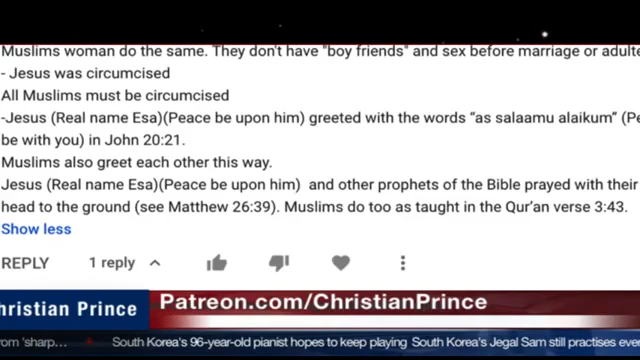 Muslims woman do the same. They don't have "boy friends" and sex before marriage or
- Jesus was circumcised
All Muslims must be circumcised
-Jesus (Real name Esa)(Peace be upon him) greeted with the words “as salaamu alaikum”
be with you) in John 20:21.
Muslims also greet each other this way.
Jesus (Real name Esa)(Peace be upon him)  and other prophets of the Bible prayed with their
head to the ground (see Matthew 26:39). Muslims do too as taught in the Qur’an verse 3:43.
Show less
REPLY 1 reply
Christian Prince
Patreon.com/ChristianPrince
'sharp... South Korea's 96-year-old pianist hopes to keep playing South Korea's Jegal Sam still practises